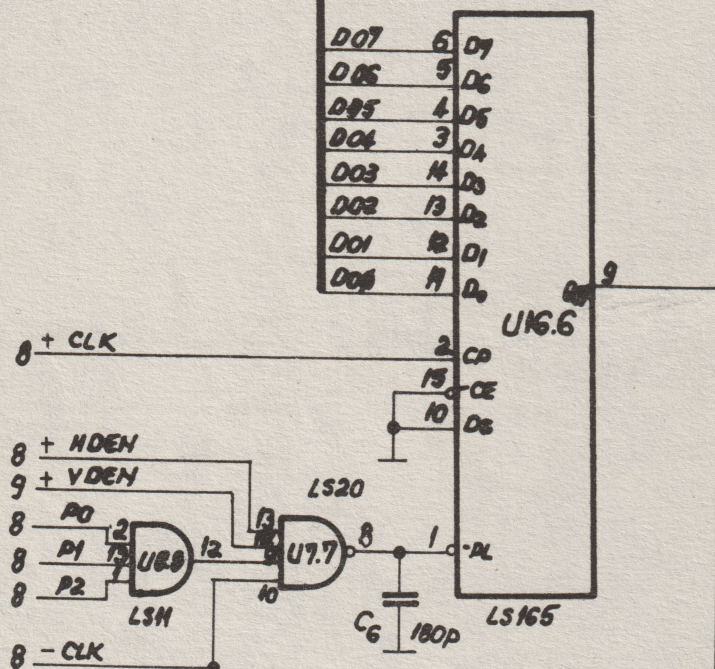 DO7 6 D7
DO6 5 D6
DO5 4 D5
DO4 3 D4
DO3 14 D3
DO2 13 D2
DO1 12 D1
DO0 11 D0
9
U16.6
8 + CLK 2 CP
15 CE
10 DS
8 + HDEN
9 + VDEN
LS20
8 P0 2
8 P1
8 P2
12
13
10
U7.7
8
1 PL
LS11
C6 180p
LS165
8 - CLK